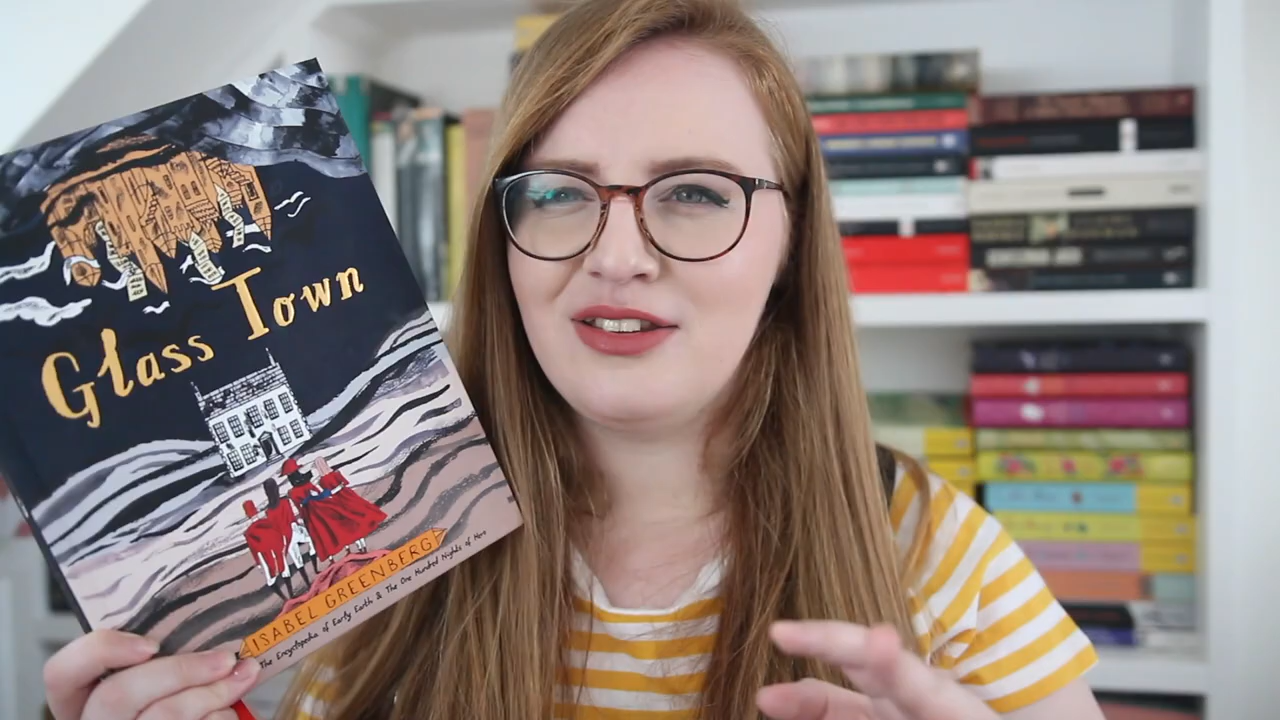 Glass Town
ISABEL GREENBERG
The Encyclopedia of Early Earth & The One Hundred Nights of Hero